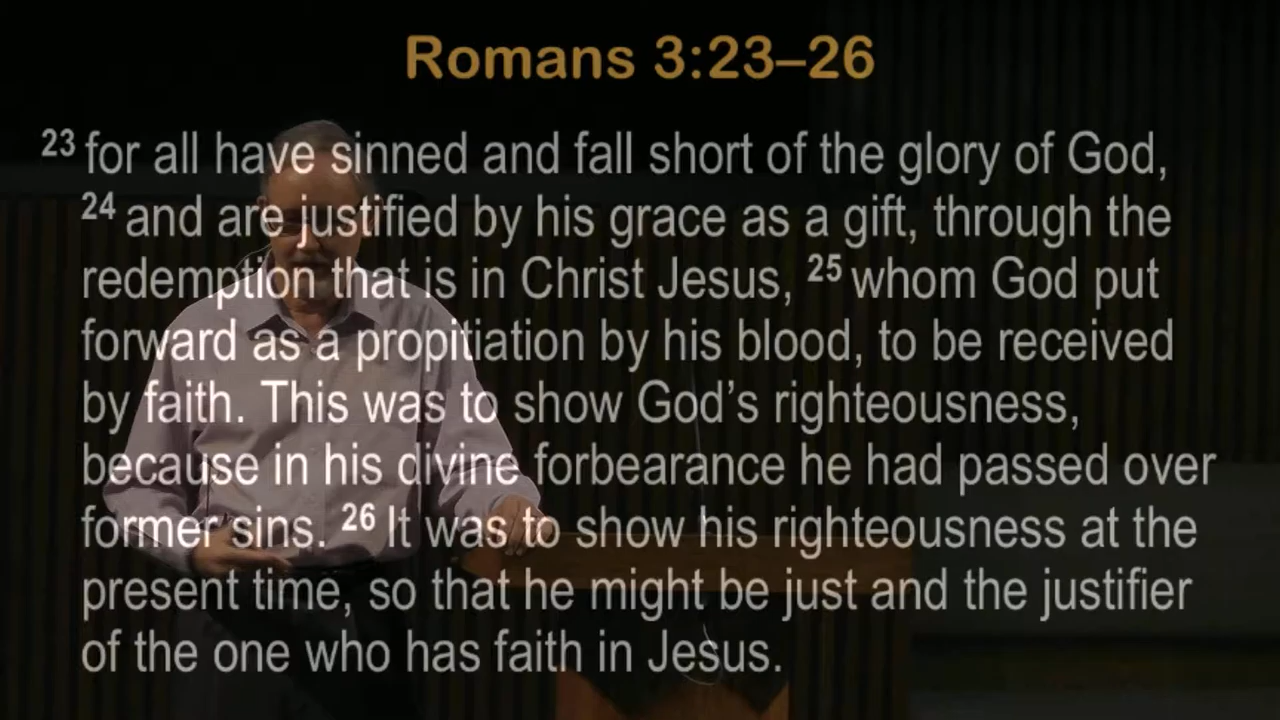 Romans 3:23–26
23 for all have sinned and fall short of the glory of God,
24 and are justified by his grace as a gift, through the
redemption that is in Christ Jesus, 25 whom God put
forward as a propitiation by his blood, to be received
by faith. This was to show God’s righteousness,
because in his divine forbearance he had passed over
former sins. 26 It was to show his righteousness at the
present time, so that he might be just and the justifier
of the one who has faith in Jesus.